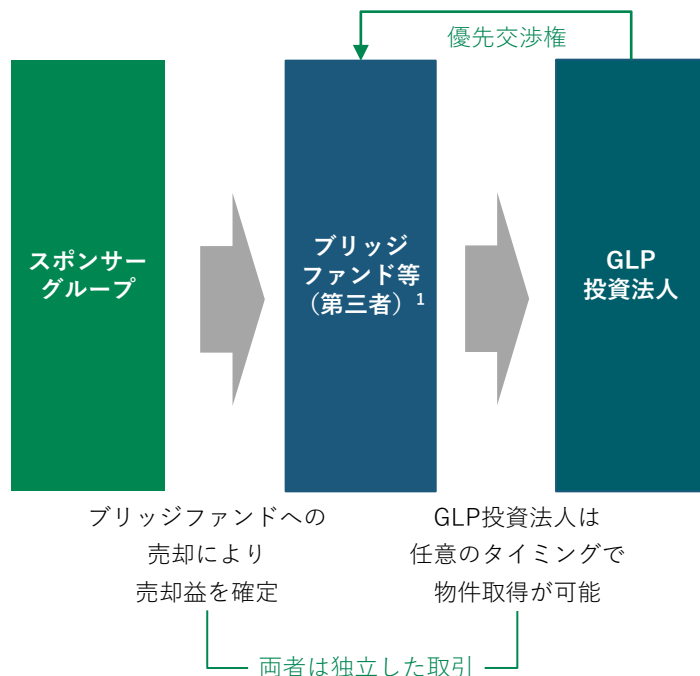 優先交渉権
スポンサー
グループ
ブリッジ
ファンド等
（第三者）1
GLP
投資法人
ブリッジファンドへの
売却により
売却益を確定
GLP投資法人は
任意のタイミングで
物件取得が可能
両者は独立した取引